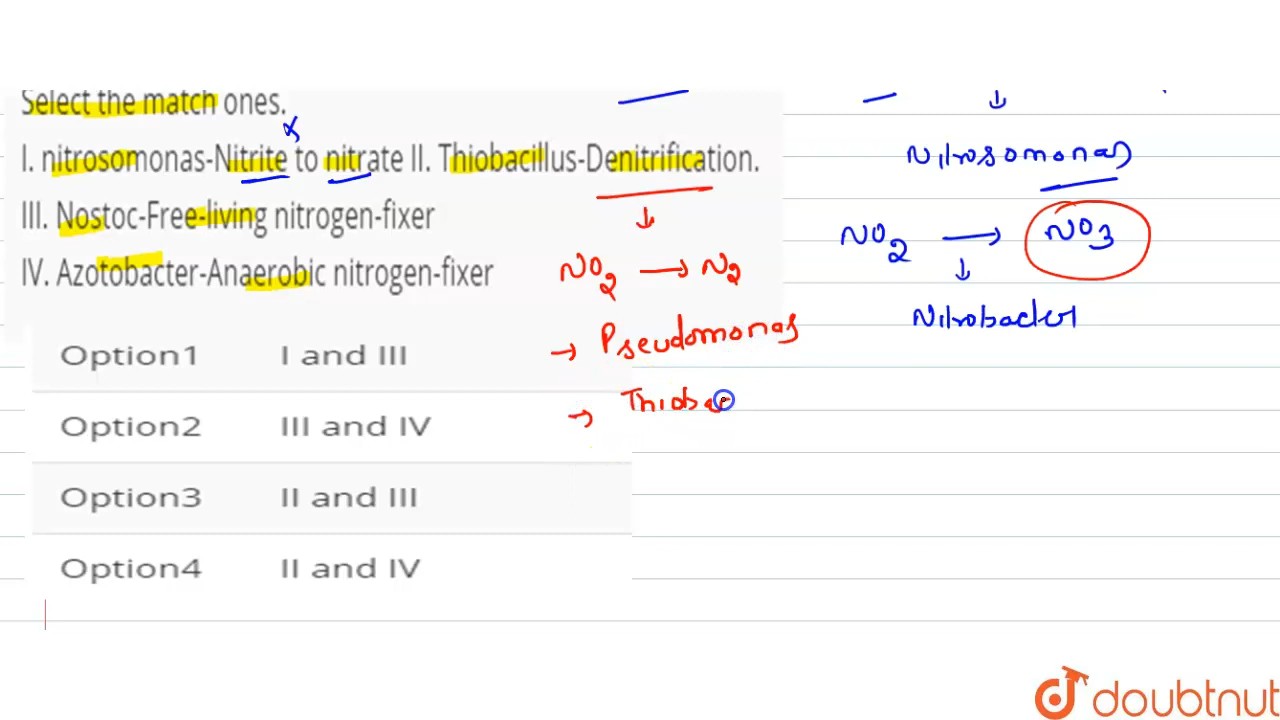 Select the match ones.
I. nitrosomonas-Nitrite to nitrate II. Thiobacillus-Denitrification.
III. Nostoc-Free-living nitrogen-fixer
IV. Azotobacter-Anaerobic nitrogen-fixer
Option1 I and III
Option2 III and IV
Option3 II and III
Option4 II and IV
NO2 → N2
→ Pseudomonas
→ Thioba
Nitrosomonas
NO2 → NO3
Nitrobacter
doubtnut